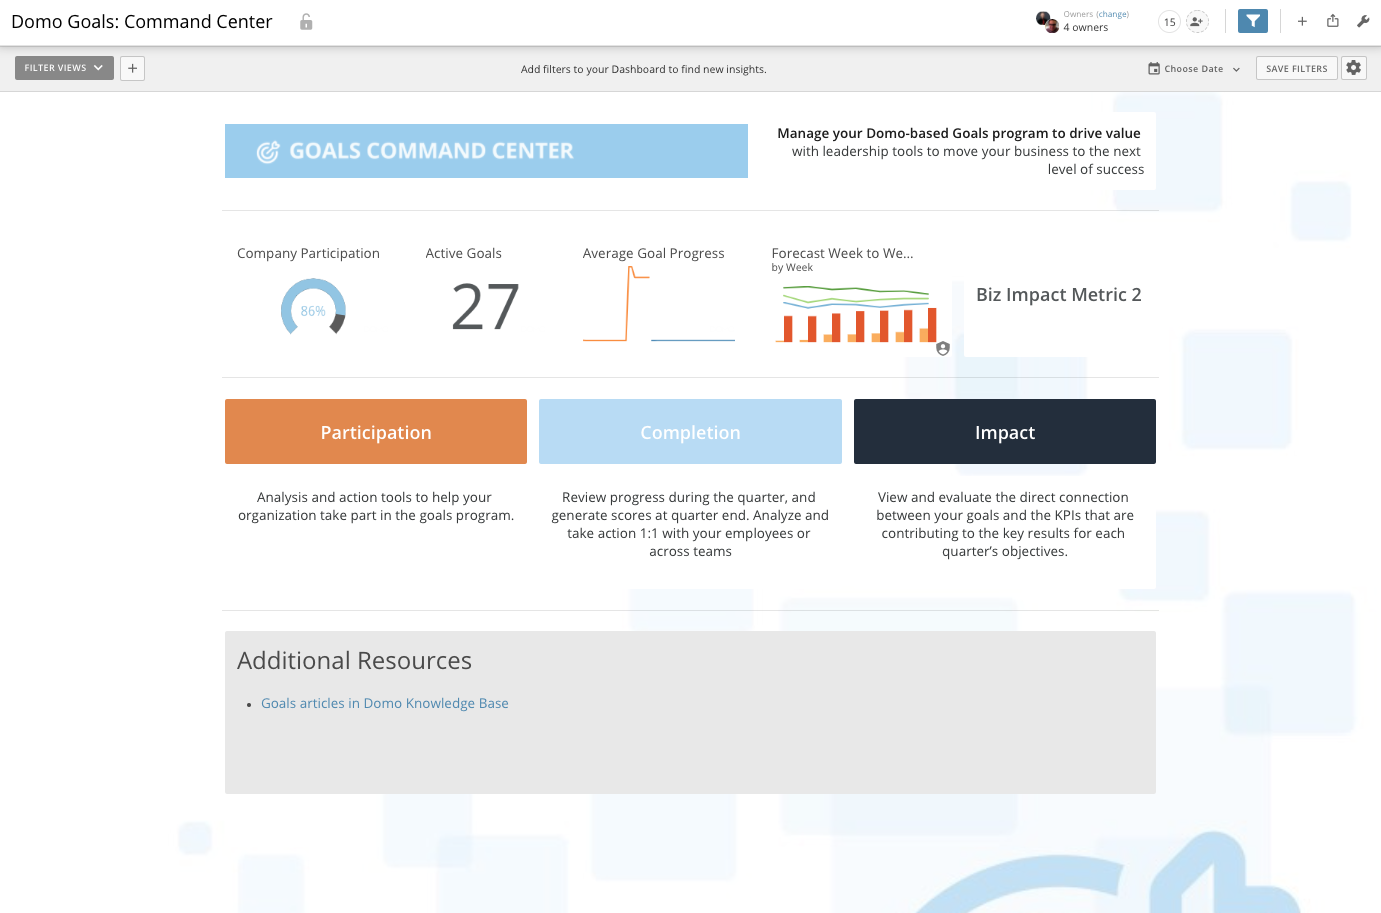 Domo Goals: Command Center
Owners (change)
4 owners
15
FILTER VIEWS
Add filters to your Dashboard to find new insights.
Choose Date
SAVE FILTERS
GOALS COMMAND CENTER
Manage your Domo-based Goals program to drive value
with leadership tools to move your business to the next
level of success
Company Participation
86%
Active Goals
27
Average Goal Progress
Forecast Week to We...
by Week
Biz Impact Metric 2
Participation
Analysis and action tools to help your
organization take part in the goals program.
Completion
Review progress during the quarter, and
generate scores at quarter end. Analyze and
take action 1:1 with your employees or
across teams
Impact
View and evaluate the direct connection
between your goals and the KPIs that are
contributing to the key results for each
quarter’s objectives.
Additional Resources
• Goals articles in Domo Knowledge Base